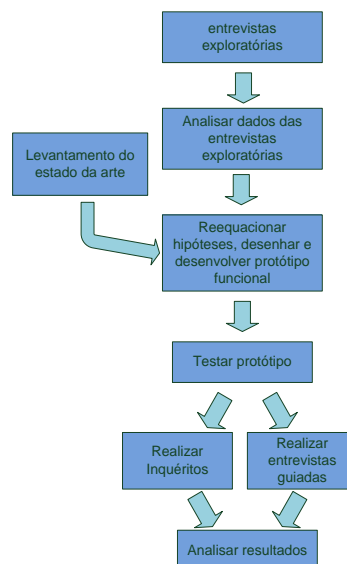 entrevistas
exploratórias
Analisar dados das
entrevistas
exploratórias
Levantamento do
estado da arte
Reequacionar
hipóteses, desenhar e
desenvolver protótipo
funcional
Testar protótipo
Realizar
Inquéritos
Realizar
entrevistas
guiadas
Analisar resultados